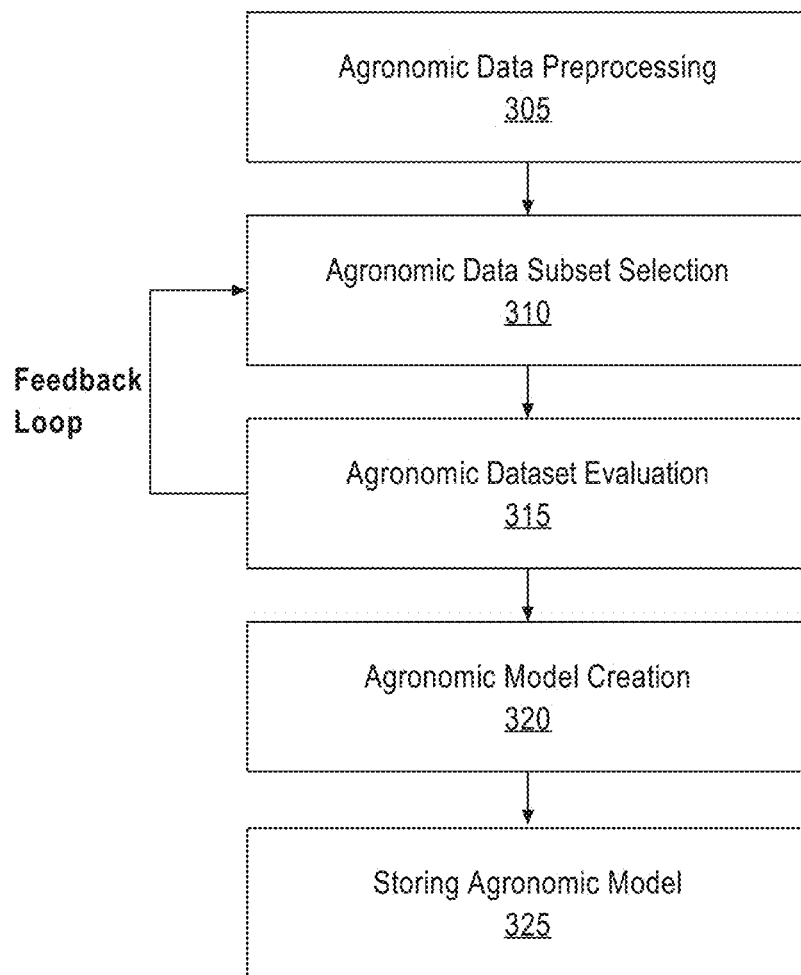 Agronomic Data Preprocessing
305
Agronomic Data Subset Selection
310
Feedback
Loop
Agronomic Dataset Evaluation
315
Agronomic Model Creation
320
Storing Agronomic Model
325